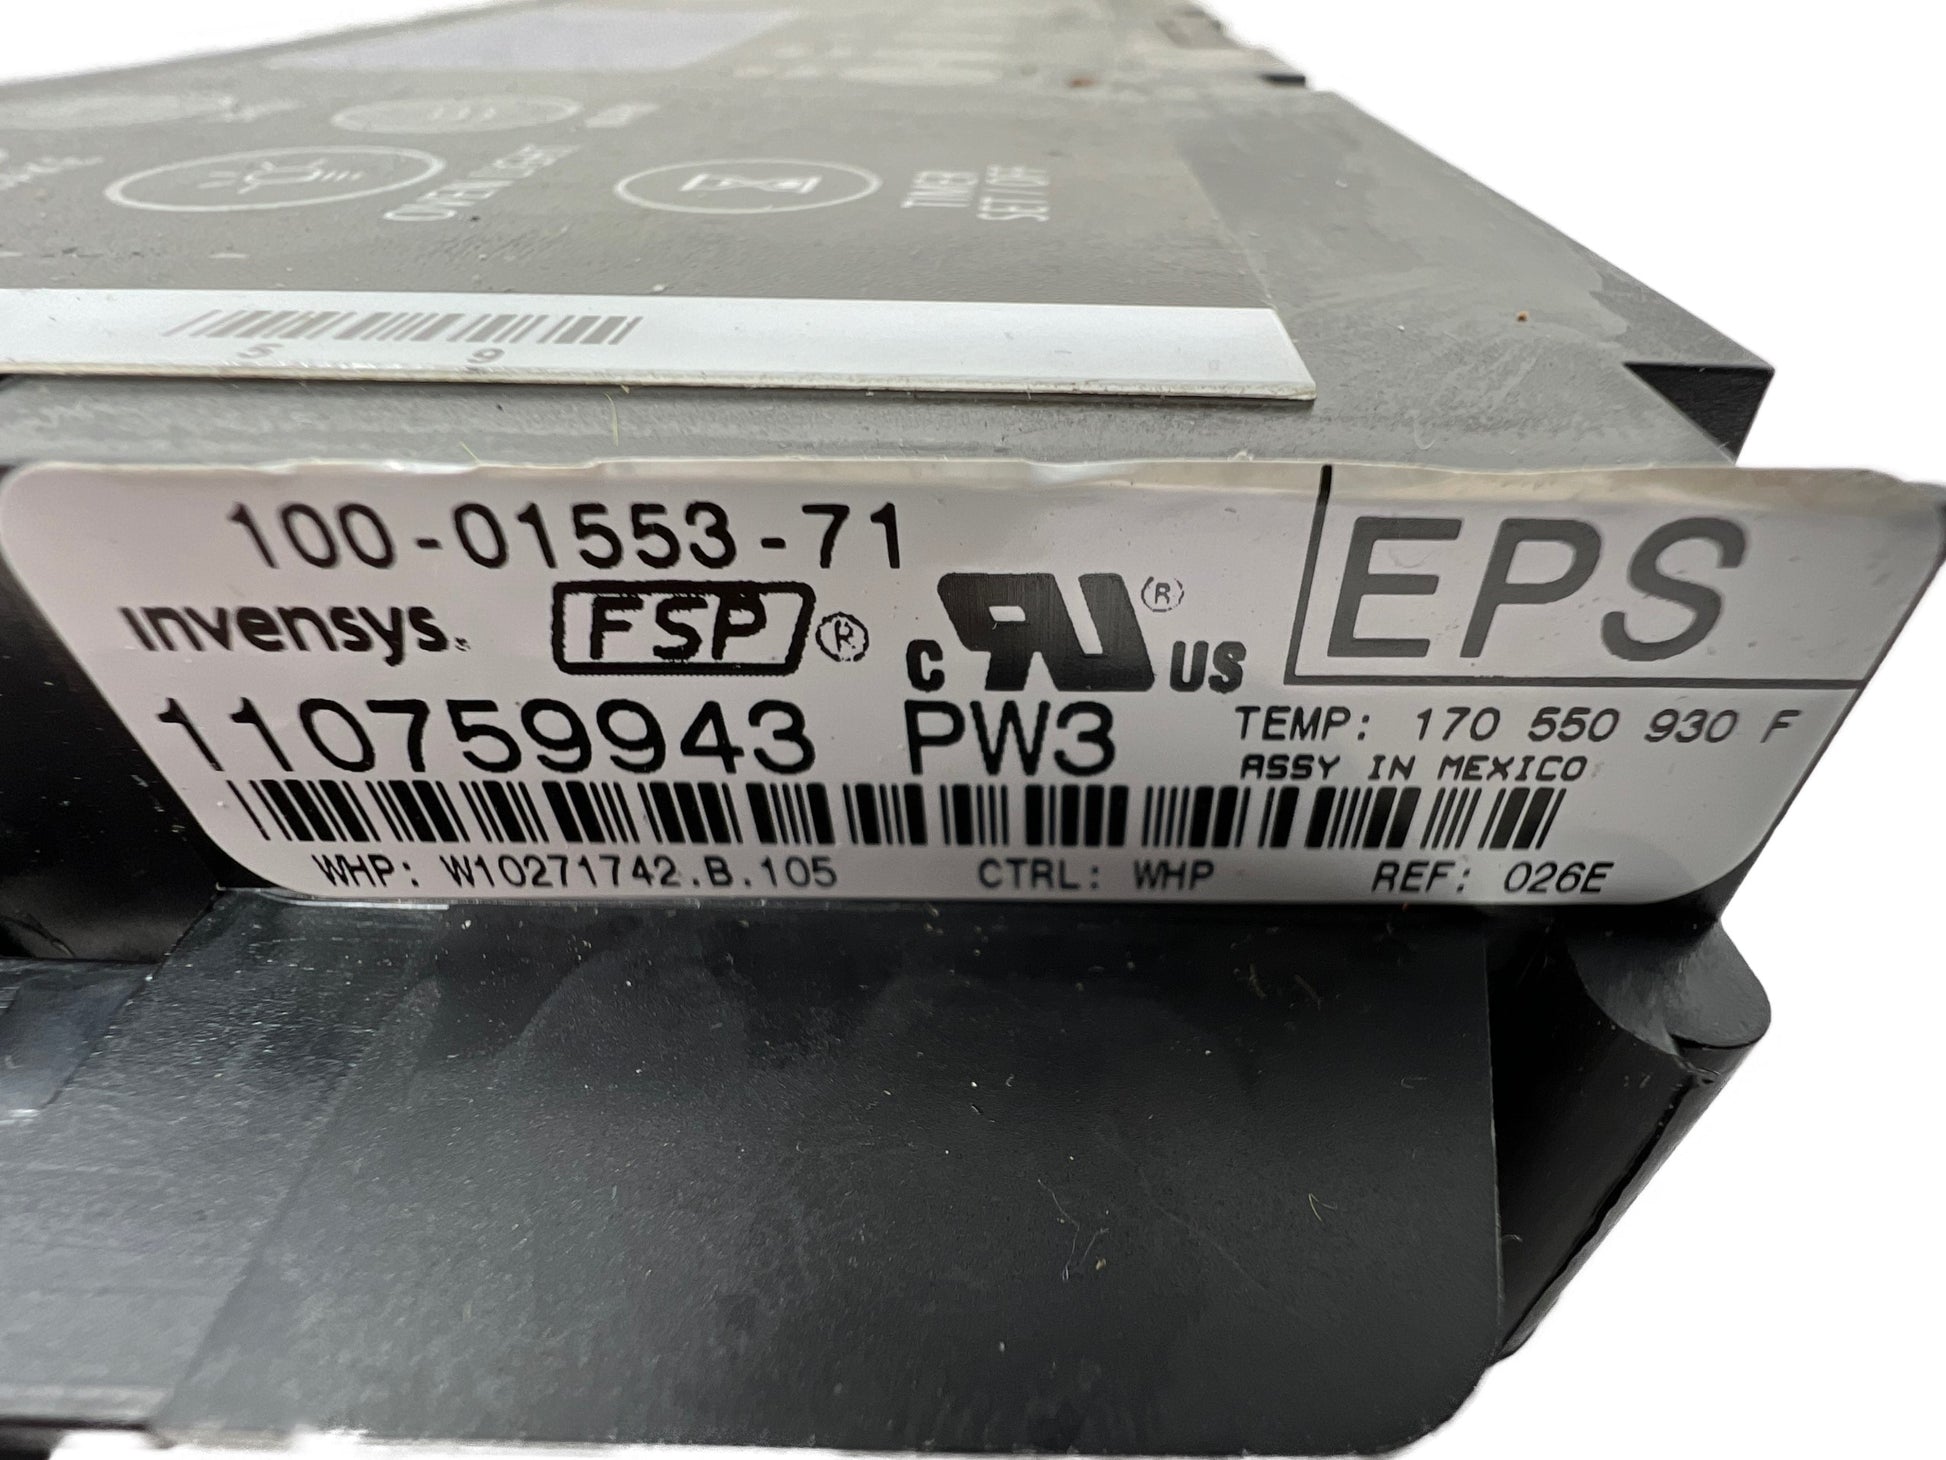 OVEN LIGHT
TIMER
SET / OFF
5 9
100-01553-71
EPS
invensys.
FSP ®
c RU ® US
110759943 PW3
TEMP: 170 550 930 F
ASSY IN MEXICO
WHP: W10271742.B.105
CTRL: WHP
REF: 026E